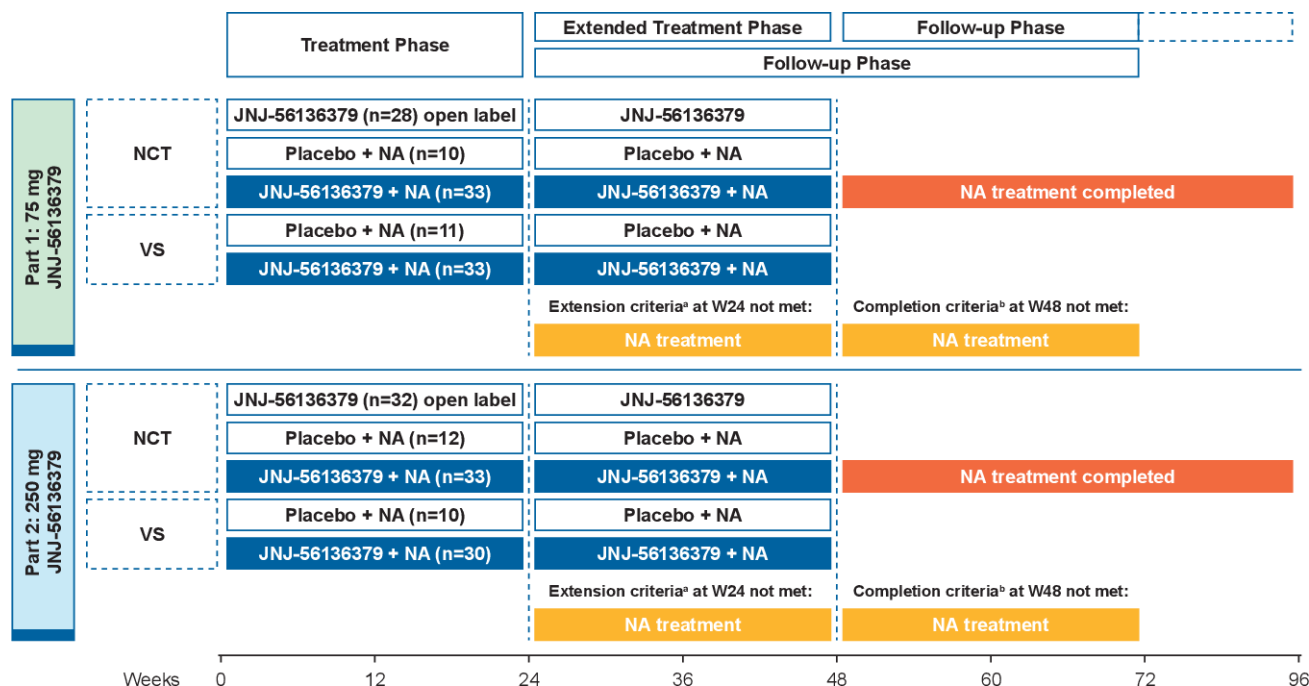 Treatment Phase
Extended Treatment Phase
Follow-up Phase
Follow-up Phase
Part 1: 75 mg
JNJ-56136379
NCT
JNJ-56136379 (n=28) open label
JNJ-56136379
Placebo + NA (n=10)
Placebo + NA
JNJ-56136379 + NA (n=33)
JNJ-56136379 + NA
NA treatment completed
VS
Placebo + NA (n=11)
Placebo + NA
JNJ-56136379 + NA (n=33)
JNJ-56136379 + NA
Extension criteriaᵃ at W24 not met:
Completion criteriaᵇ at W48 not met:
NA treatment
NA treatment
Part 2: 250 mg
JNJ-56136379
NCT
JNJ-56136379 (n=32) open label
JNJ-56136379
Placebo + NA (n=12)
Placebo + NA
JNJ-56136379 + NA (n=33)
JNJ-56136379 + NA
NA treatment completed
VS
Placebo + NA (n=10)
Placebo + NA
JNJ-56136379 + NA (n=30)
JNJ-56136379 + NA
Extension criteriaᵃ at W24 not met:
Completion criteriaᵇ at W48 not met:
NA treatment
NA treatment
Weeks 0 12 24 36 48 60 72 96